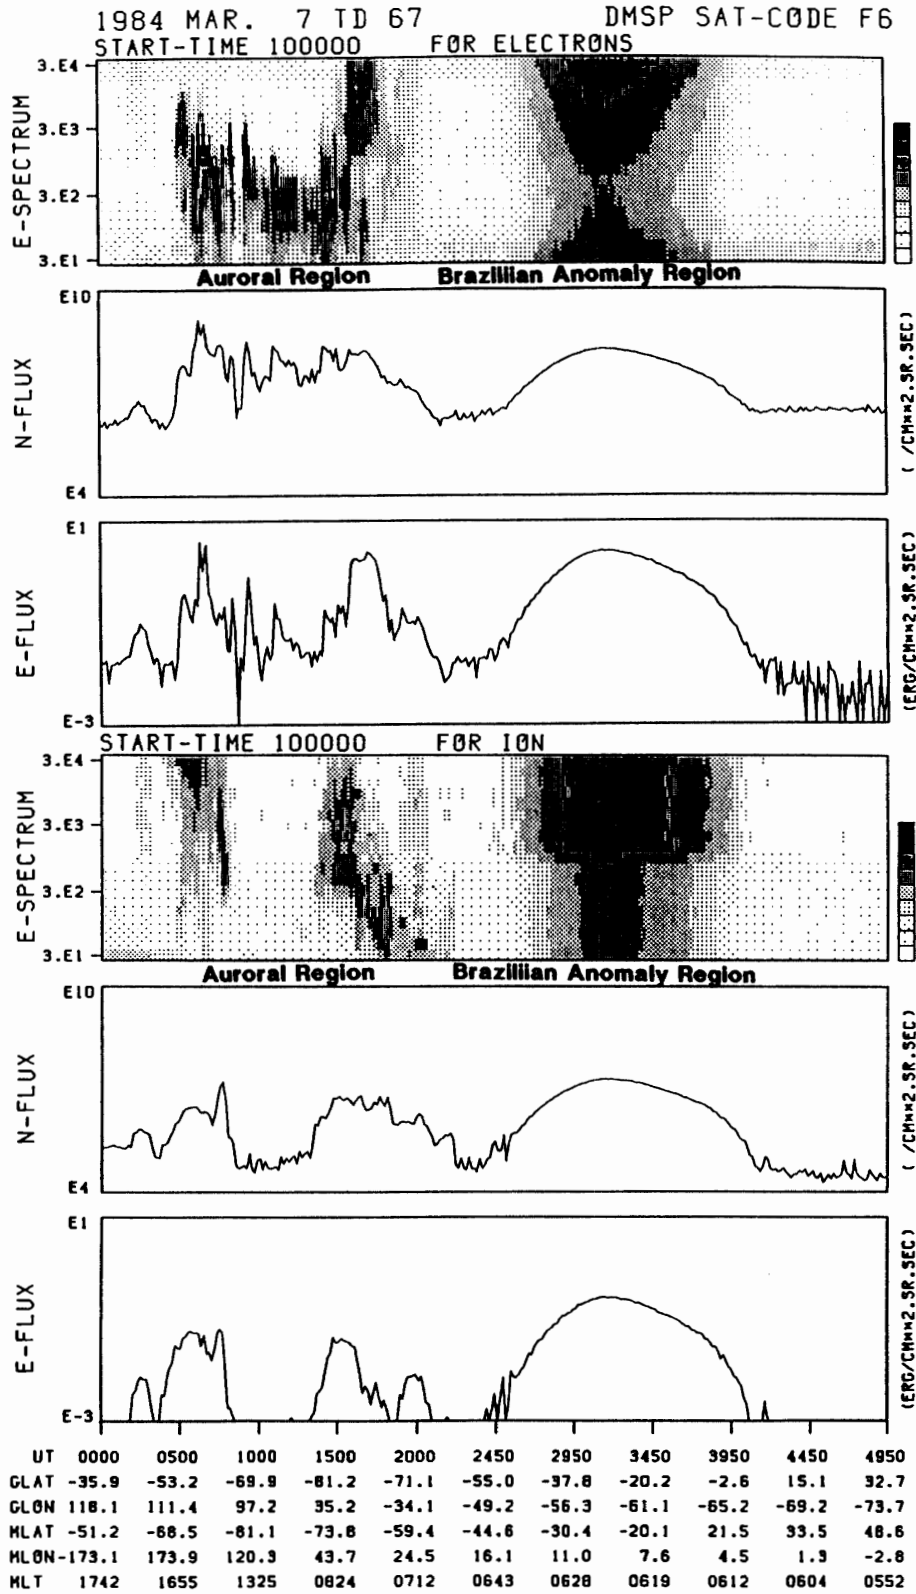 1984 MAR. 7 TD 67 DMSP SAT-CODE F6
START-TIME 100000 FOR ELECTRONS
E-SPECTRUM
3.E4
3.E3
3.E2
3.E1
Auroral Region Brazillian Anomaly Region
N-FLUX
E10
E4
( /CM**2.SR.SEC)
E-FLUX
E1
E-3
(ERG/CM**2.SR.SEC)
START-TIME 100000 FOR ION
E-SPECTRUM
3.E4
3.E3
3.E2
3.E1
Auroral Region Brazillian Anomaly Region
N-FLUX
E10
E4
( /CM**2.SR.SEC)
E-FLUX
E1
E-3
(ERG/CM**2.SR.SEC)
UT 0000 0500 1000 1500 2000 2450 2950 3450 3950 4450 4950
GLAT -35.9 -53.2 -69.9 -81.2 -71.1 -55.0 -37.8 -20.2 -2.6 15.1 32.7
GLON 118.1 111.4 97.2 35.2 -34.1 -49.2 -56.3 -61.1 -65.2 -69.2 -73.7
MLAT -51.2 -68.5 -81.1 -73.8 -59.4 -44.6 -30.4 -20.1 21.5 33.5 48.6
MLON-173.1 173.9 120.3 43.7 24.5 16.1 11.0 7.6 4.5 1.3 -2.8
MLT 1742 1655 1325 0824 0712 0643 0628 0619 0612 0604 0552